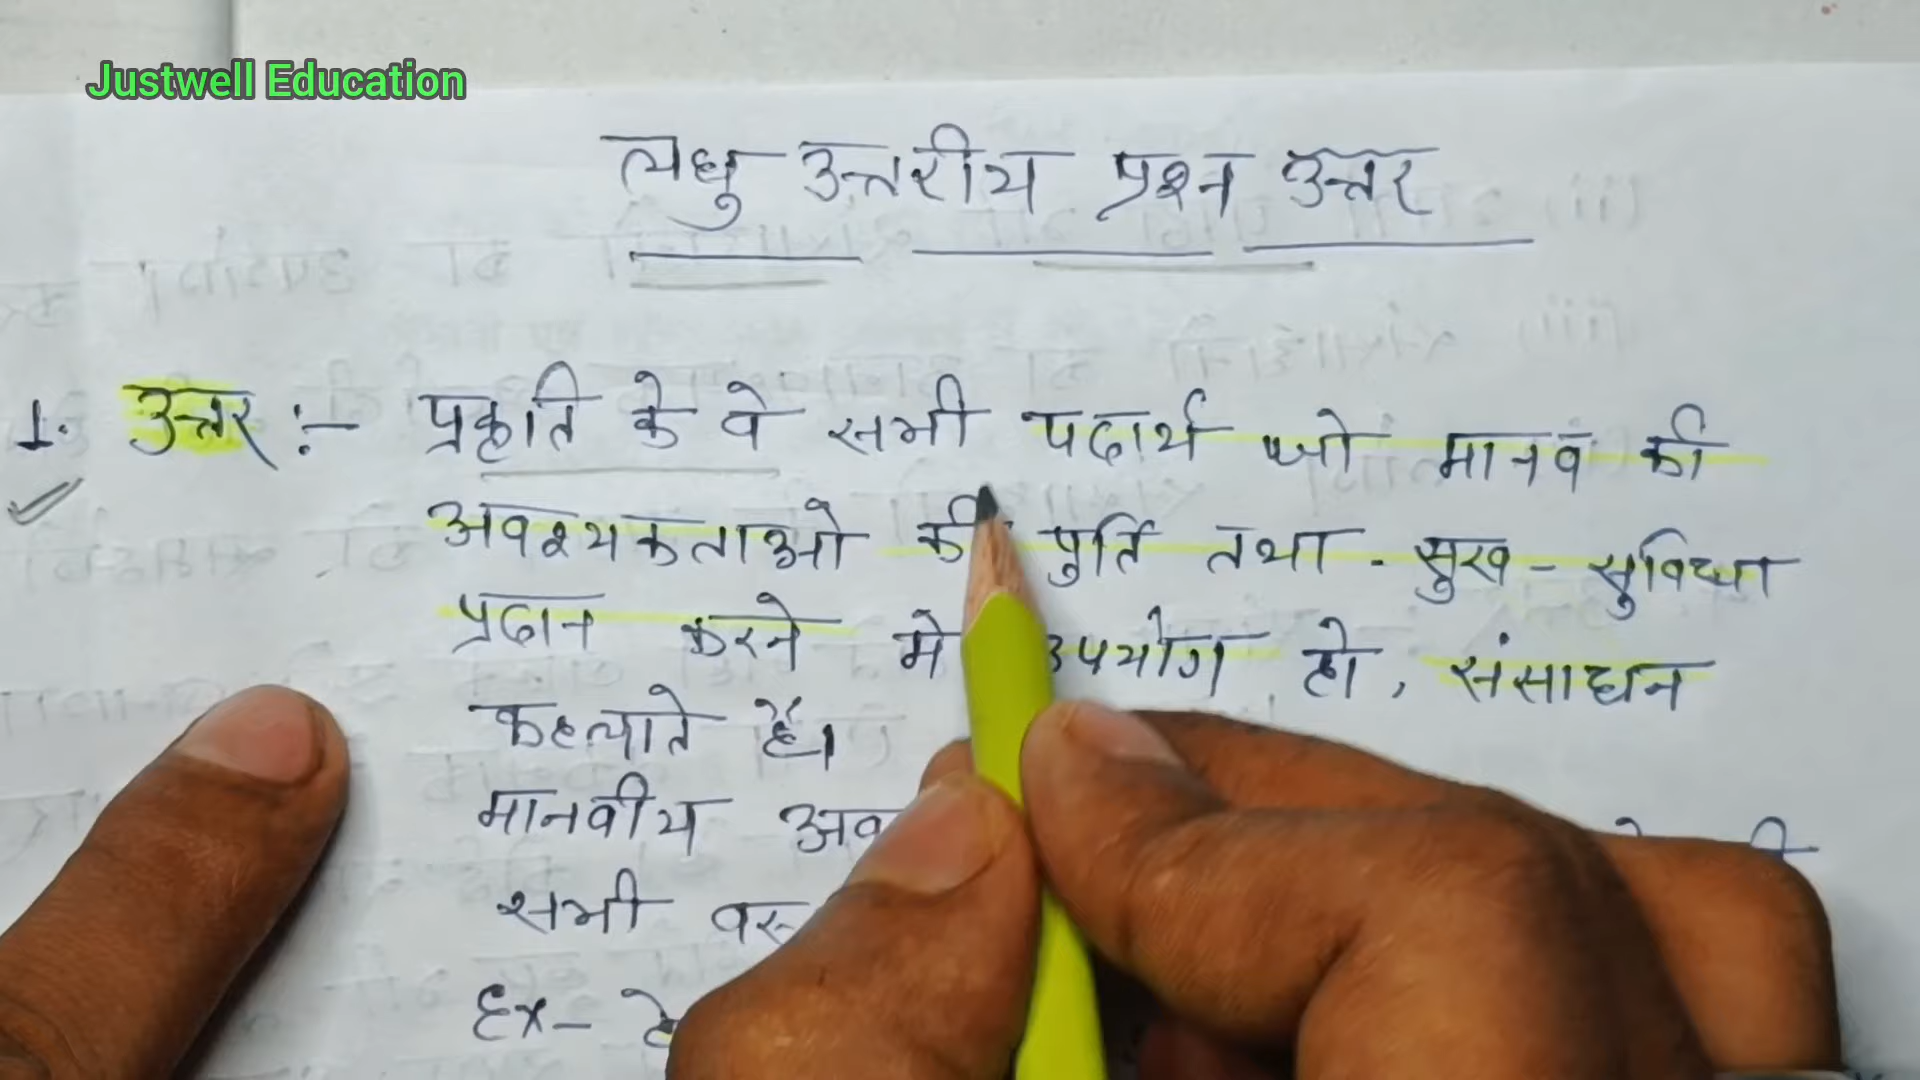 Justwell Education
लघु उत्तरीय प्रश्न उत्तर
1. उत्तर :- प्रकृति के वे सभी पदार्थ जो मानव की
अवश्यकताओ की पुर्ति तथा - सुख - सुविधा
प्रदान करने मे उपयोग हो, संसाधन
कहलाते हैं।
मानवीय
सभी
Ex -